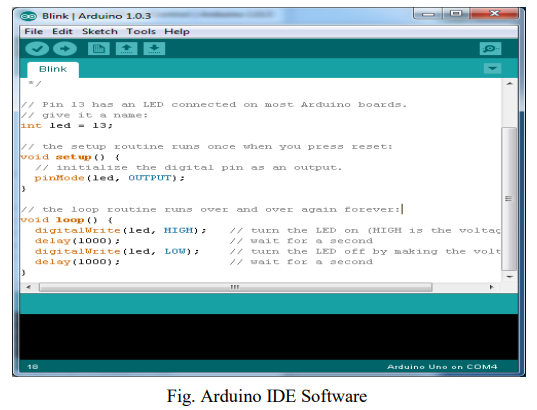 Blink | Arduino 1.0.3
File Edit Sketch Tools Help
Blink
*/
// Pin 13 has an LED connected on most Arduino boards.
// give it a name:
int led = 13;
// the setup routine runs once when you press reset:
void setup() {
// initialize the digital pin as an output.
pinMode(led, OUTPUT);
}
// the loop routine runs over and over again forever:
void loop() {
digitalWrite(led, HIGH); // turn the LED on (HIGH is the voltag
delay(1000); // wait for a second
digitalWrite(led, LOW); // turn the LED off by making the volt
delay(1000); // wait for a second
}
18 Arduino Uno on COM4
Fig. Arduino IDE Software